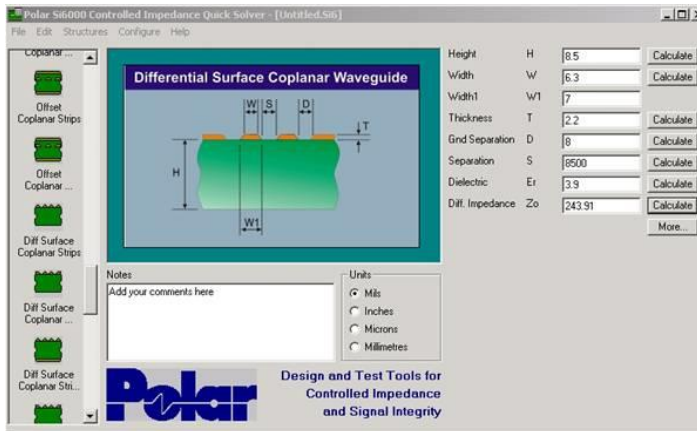 Polar Si6000 Controlled Impedance Quick Solver - [Untitled.Si6]
File Edit Structures Configure Help
Coplanar ...
Offset
Coplanar Strips
Offset
Coplanar ...
Diff Surface
Coplanar Strips
Diff Surface
Coplanar ...
Diff Surface
Coplanar Stri...
Differential Surface Coplanar Waveguide
W S D
T
H
W1
Height H 8.5 Calculate
Width W 6.3 Calculate
Width1 W1 7
Thickness T 2.2 Calculate
Gnd Separation D 8 Calculate
Separation S 8500 Calculate
Dielectric Er 3.9 Calculate
Diff. Impedance Zo 243.91 Calculate
More...
Notes
Add your comments here
Units
Mils
Inches
Microns
Millimetres
Polar
Design and Test Tools for
Controlled Impedance
and Signal Integrity